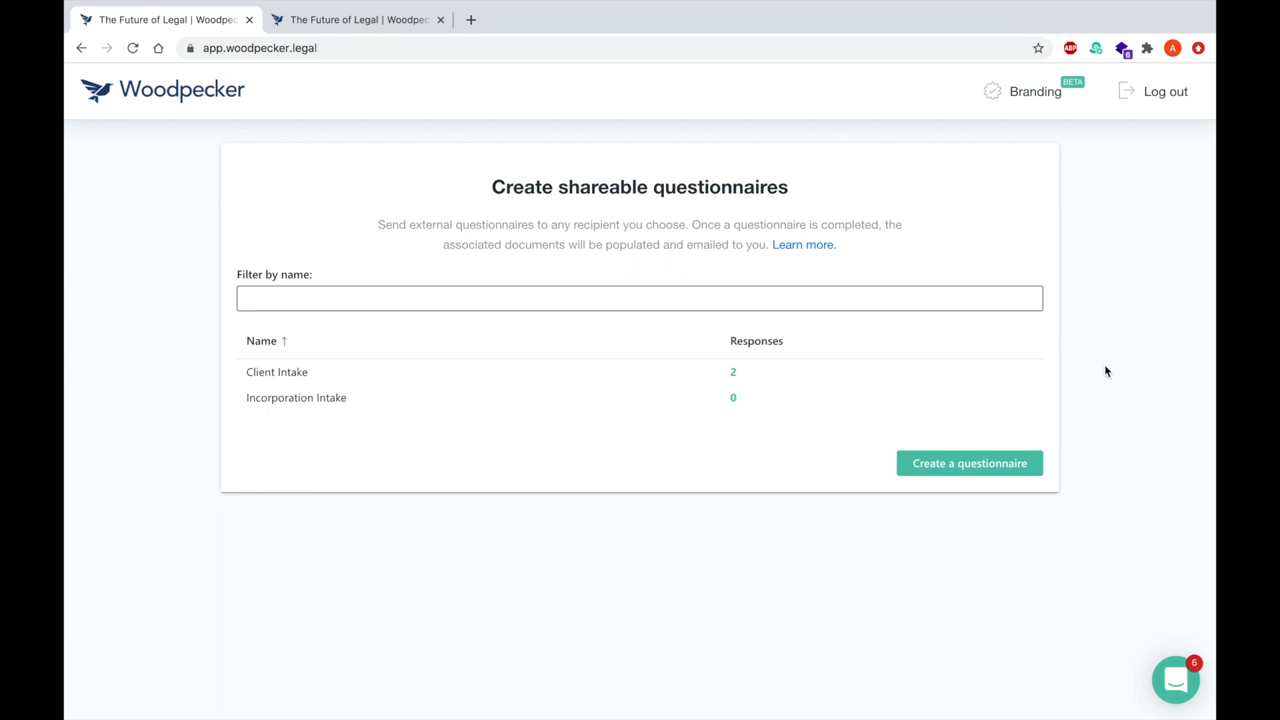 The Future of Legal | Woodpec
The Future of Legal | Woodpec
app.woodpecker.legal
ABP
6
A
Woodpecker
Branding BETA
Log out
Create shareable questionnaires
Send external questionnaires to any recipient you choose. Once a questionnaire is completed, the
associated documents will be populated and emailed to you. Learn more.
Filter by name:
Name ↑ Responses
Client Intake 2
Incorporation Intake 0
Create a questionnaire
6